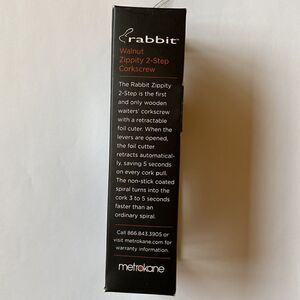 rabbit™
Walnut
Zippity 2-Step
Corkscrew
The Rabbit Zippity
2-Step is the first
and only wooden
waiters' corkscrew
with a retractable
foil cuter. When the
levers are opened,
the foil cutter
retracts automatical-
ly, saving 5 seconds
on every cork pull.
The non-stick coated
spiral turns into the
cork 3 to 5 seconds
faster than an
ordinary spiral.
Call 866.843.3905 or
visit metrokane.com for
warranty information
metrokane